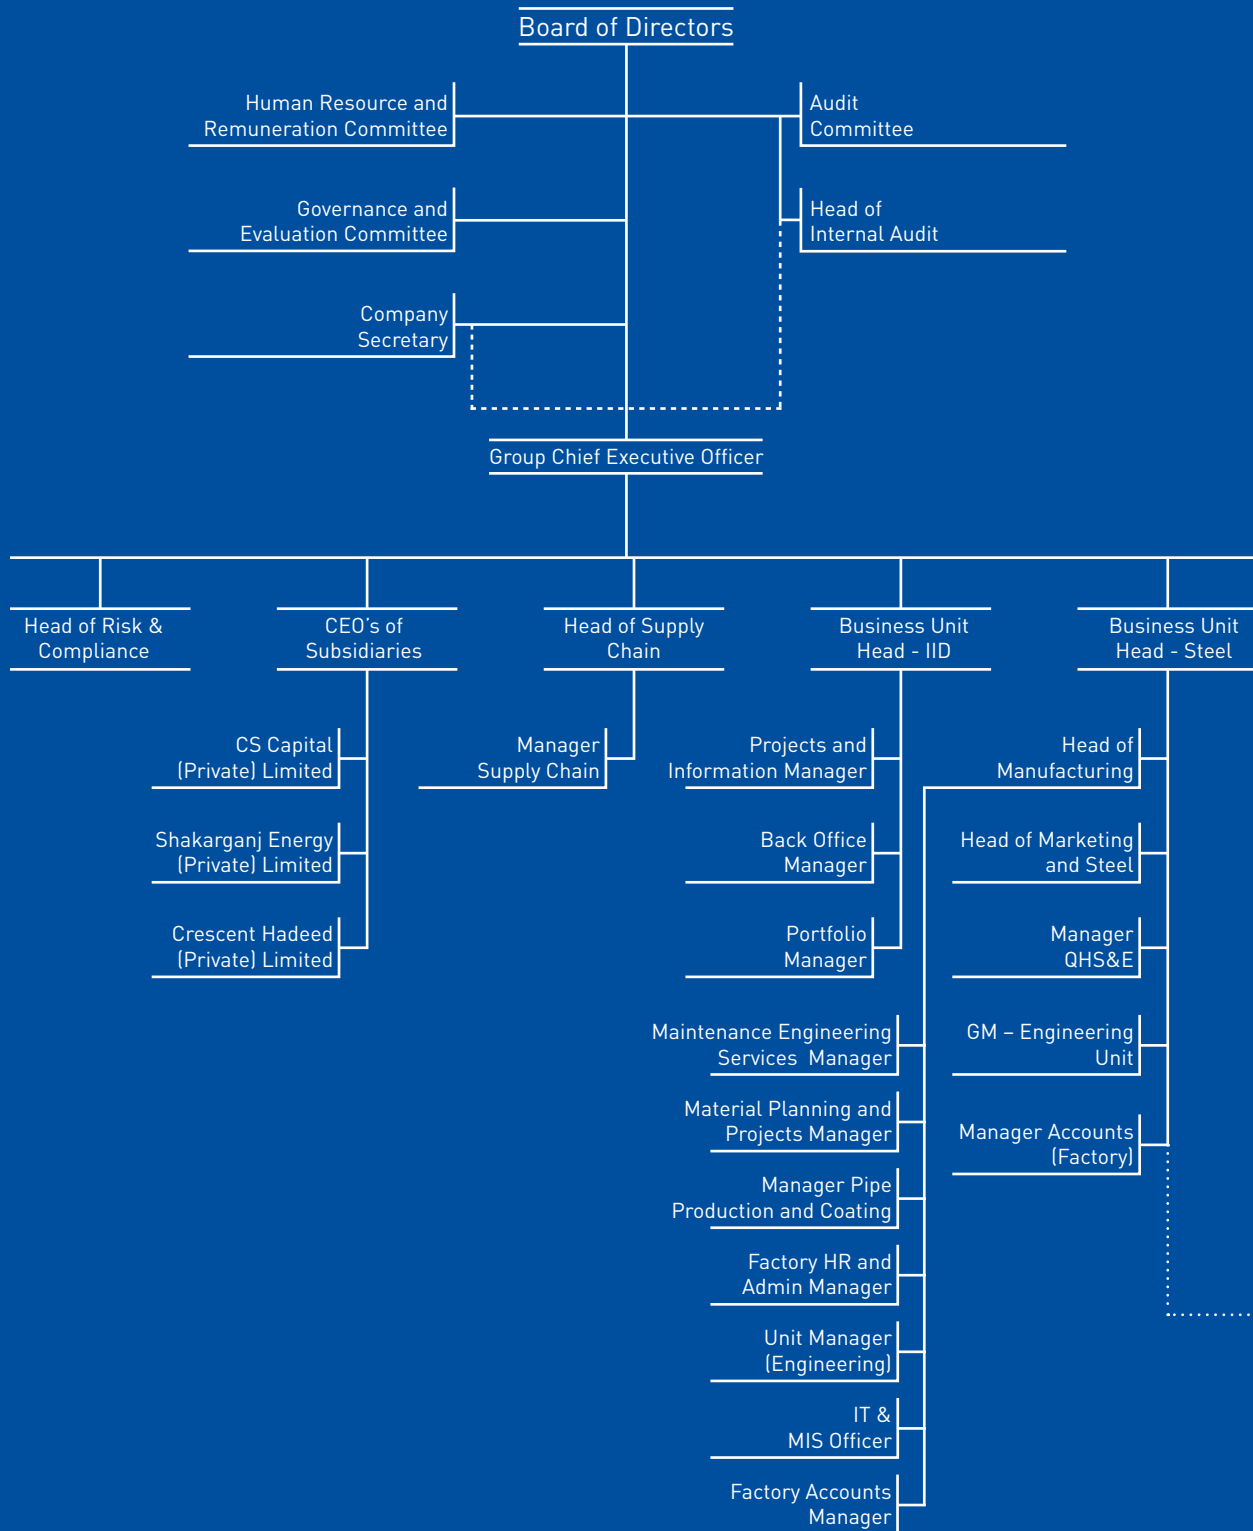 Board of Directors
Human Resource and
Remuneration Committee
Audit
Committee
Governance and
Evaluation Committee
Head of
Internal Audit
Company
Secretary
Group Chief Executive Officer
Head of Risk &
Compliance
CEO's of
Subsidiaries
Head of Supply
Chain
Business Unit
Head - IID
Business Unit
Head - Steel
CS Capital
(Private) Limited
Shakarganj Energy
(Private) Limited
Crescent Hadeed
(Private) Limited
Manager
Supply Chain
Projects and
Information Manager
Back Office
Manager
Portfolio
Manager
Head of
Manufacturing
Head of Marketing
and Steel
Manager
QHS&E
GM – Engineering
Unit
Manager Accounts
(Factory)
Maintenance Engineering
Services  Manager
Material Planning and
Projects Manager
Manager Pipe
Production and Coating
Factory HR and
Admin Manager
Unit Manager
(Engineering)
IT &
MIS Officer
Factory Accounts
Manager